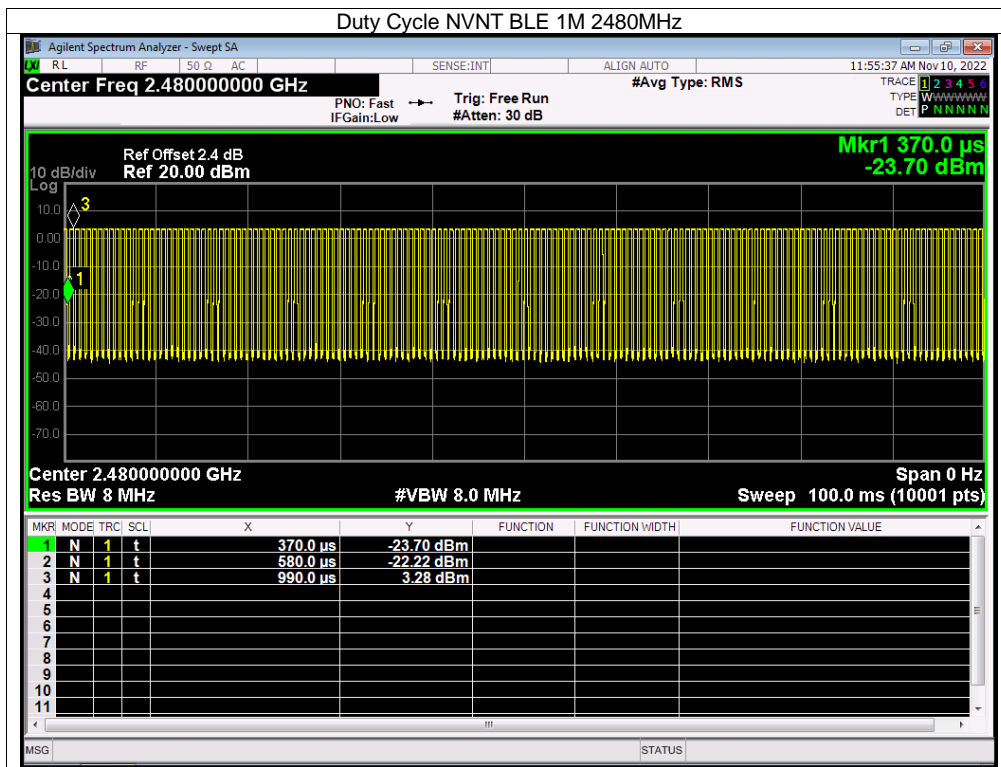 Duty Cycle NVNT BLE 1M 2480MHz
Agilent Spectrum Analyzer - Swept SA
LXI RL RF 50 Ω AC SENSE:INT ALIGN AUTO 11:55:37 AM Nov 10, 2022
Center Freq 2.480000000 GHz #Avg Type: RMS TRACE 1 2 3 4 5 6
PNO: Fast Trig: Free Run TYPE WWWWWW
IFGain:Low #Atten: 30 dB DET P N N N N N
Mkr1 370.0 µs
-23.70 dBm
Ref Offset 2.4 dB
10 dB/div Ref 20.00 dBm
Log
10.0
0.00
-10.0
-20.0
-30.0
-40.0
-50.0
-60.0
-70.0
3
1
Center 2.480000000 GHz Span 0 Hz
Res BW 8 MHz #VBW 8.0 MHz Sweep 100.0 ms (10001 pts)
MKR MODE TRC SCL X Y FUNCTION FUNCTION WIDTH FUNCTION VALUE
1 N 1 t 370.0 µs -23.70 dBm
2 N 1 t 580.0 µs -22.22 dBm
3 N 1 t 990.0 µs 3.28 dBm
4
5
6
7
8
9
10
11
MSG STATUS